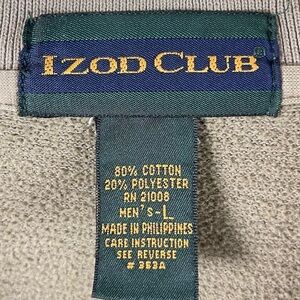 IZOD CLUB®
80% COTTON
20% POLYESTER
RN 21008
MEN'S-L
MADE IN PHILIPPINES
CARE INSTRUCTION
SEE REVERSE
# 353A